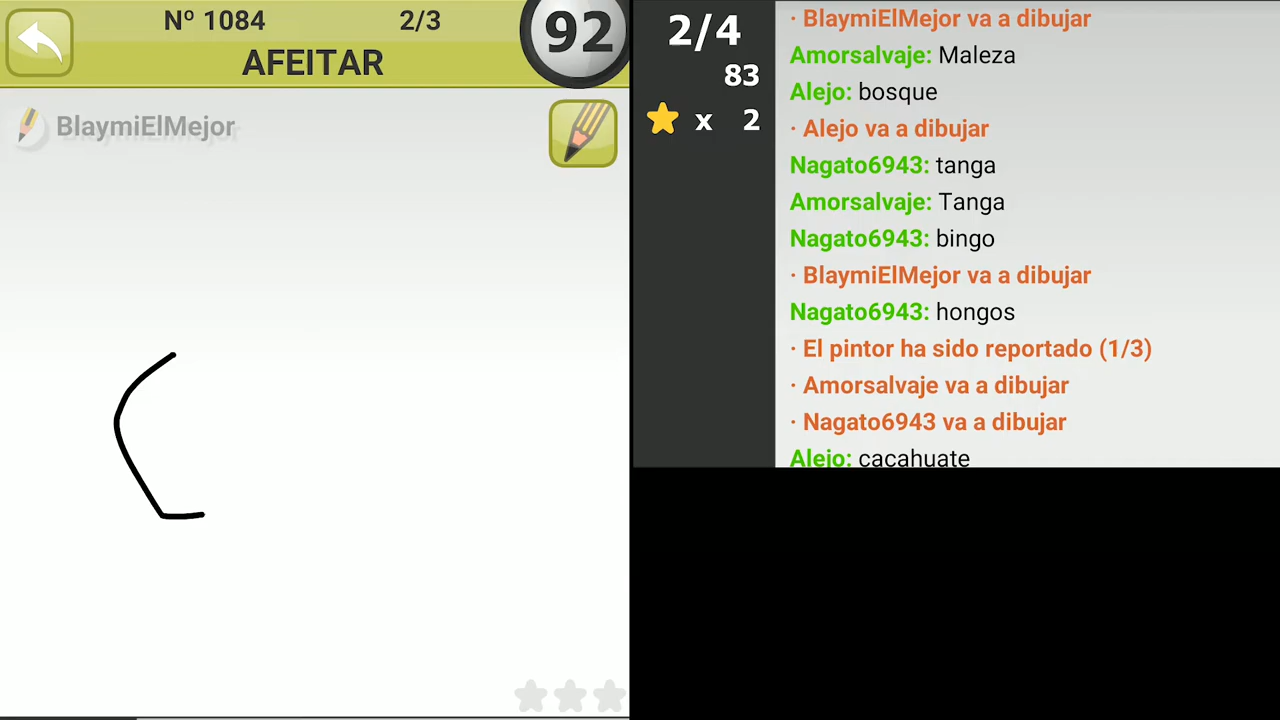 Nº 1084 2/3 92
AFEITAR
BlaymiElMejor
2/4
83
x 2
· BlaymiElMejor va a dibujar
Amorsalvaje: Maleza
Alejo: bosque
· Alejo va a dibujar
Nagato6943: tanga
Amorsalvaje: Tanga
Nagato6943: bingo
· BlaymiElMejor va a dibujar
Nagato6943: hongos
· El pintor ha sido reportado (1/3)
· Amorsalvaje va a dibujar
· Nagato6943 va a dibujar
Alejo: cacahuate